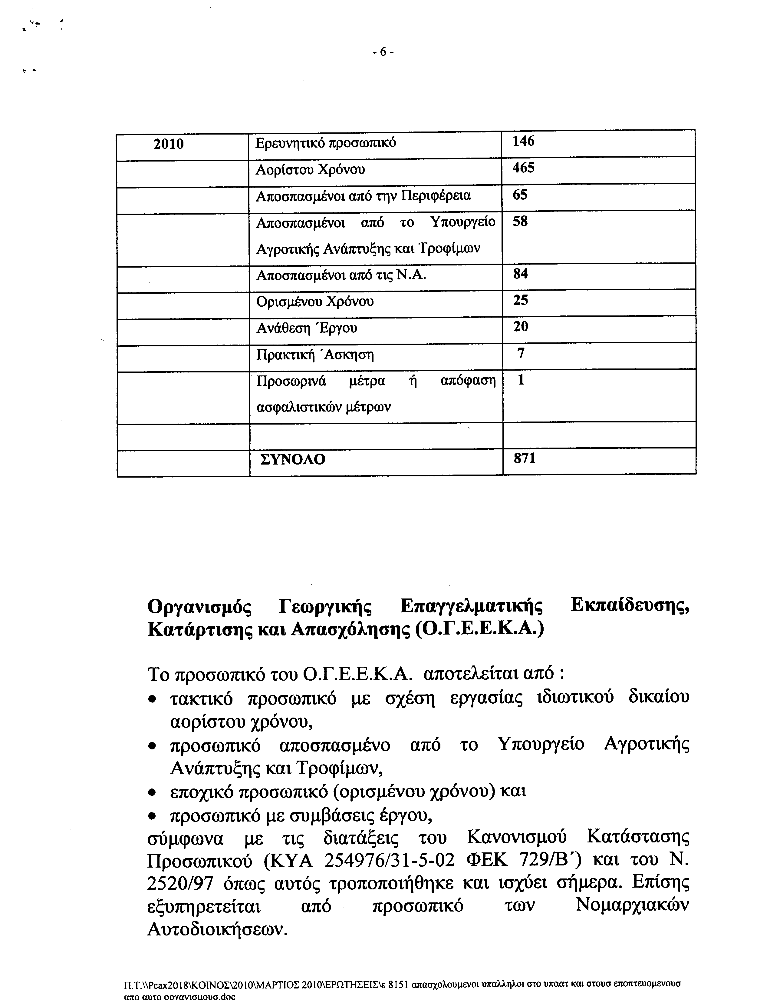 - 6 -
2010 Ερευνητικό προσωπικό 146
Αορίστου Χρόνου 465
Αποσπασμένοι από την Περιφέρεια 65
Αποσπασμένοι από το Υπουργείο 58
Αγροτικής Ανάπτυξης και Τροφίμων
Αποσπασμένοι από τις Ν.Α. 84
Ορισμένου Χρόνου 25
Ανάθεση Έργου 20
Πρακτική Άσκηση 7
Προσωρινά μέτρα ή απόφαση 1
ασφαλιστικών μέτρων
ΣΥΝΟΛΟ 871
Οργανισμός Γεωργικής Επαγγελματικής Εκπαίδευσης,
Κατάρτισης και Απασχόλησης (Ο.Γ.Ε.Ε.Κ.Α.)
Το προσωπικό του Ο.Γ.Ε.Ε.Κ.Α. αποτελείται από :
• τακτικό προσωπικό με σχέση εργασίας ιδιωτικού δικαίου
αορίστου χρόνου,
• προσωπικό αποσπασμένο από το Υπουργείο Αγροτικής
Ανάπτυξης και Τροφίμων,
• εποχικό προσωπικό (ορισμένου χρόνου) και
• προσωπικό με συμβάσεις έργου,
σύμφωνα με τις διατάξεις του Κανονισμού Κατάστασης
Προσωπικού (ΚΥΑ 254976/31-5-02 ΦΕΚ 729/Β΄) και του Ν.
2520/97 όπως αυτός τροποποιήθηκε και ισχύει σήμερα. Επίσης
εξυπηρετείται από προσωπικό των Νομαρχιακών
Αυτοδιοικήσεων.
Π.Τ.\\Pcax2018\ΚΟΙΝΟΣ\2010\ΜΑΡΤΙΟΣ 2010\ΕΡΩΤΗΣΕΙΣ\ε 8151 απασχολουμενοι υπαλληλοι στο υπαατ και στουσ εποπτευομενουσ
απο αυτο οργανισμουσ.doc